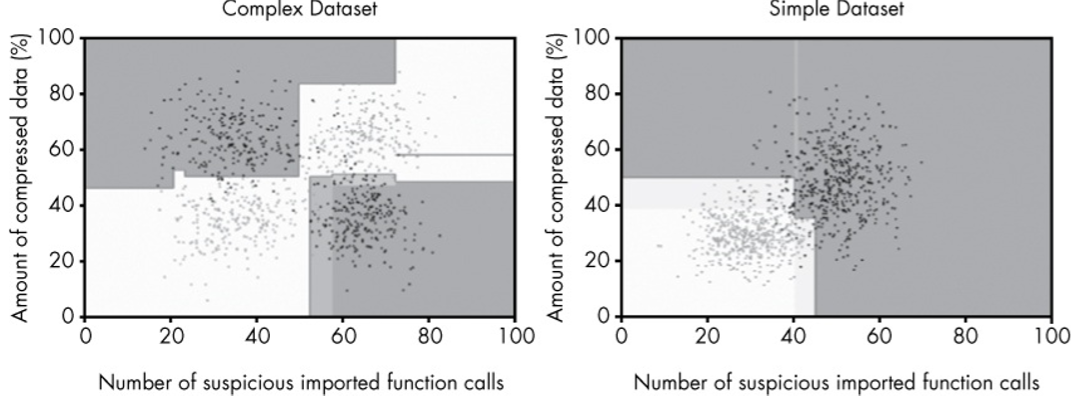 Complex Dataset
Simple Dataset
Amount of compressed data (%)
100
80
60
40
20
0
0 20 40 60 80 100
Number of suspicious imported function calls
Amount of compressed data (%)
100
80
60
40
20
0
0 20 40 60 80 100
Number of suspicious imported function calls